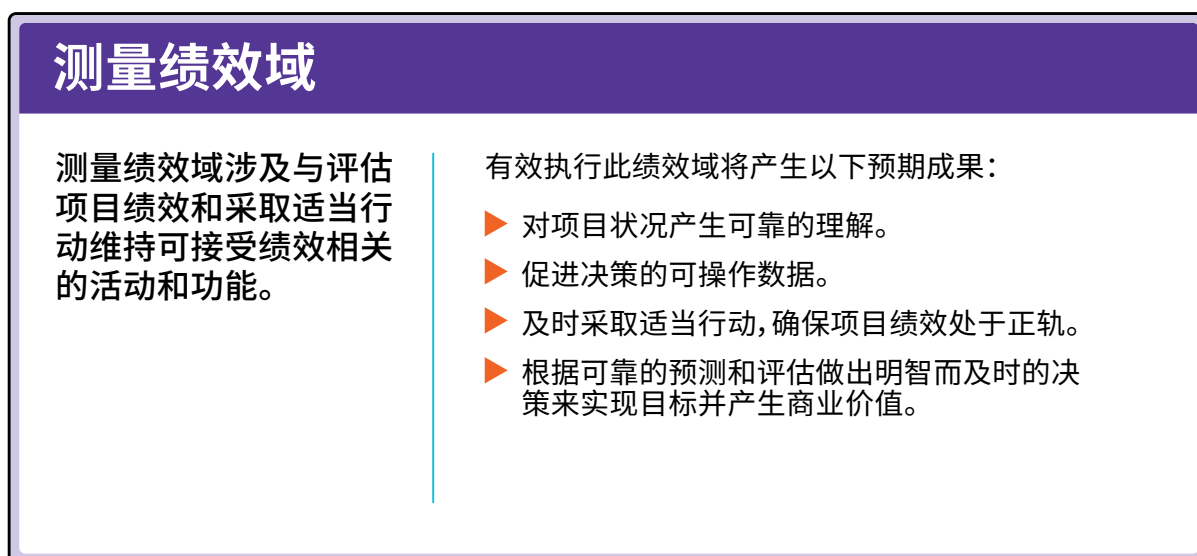 测量绩效域
测量绩效域涉及与评估
项目绩效和采取适当行
动维持可接受绩效相关
的活动和功能。
有效执行此绩效域将产生以下预期成果：
▶ 对项目状况产生可靠的理解。
▶ 促进决策的可操作数据。
▶ 及时采取适当行动，确保项目绩效处于正轨。
▶ 根据可靠的预测和评估做出明智而及时的决
策来实现目标并产生商业价值。